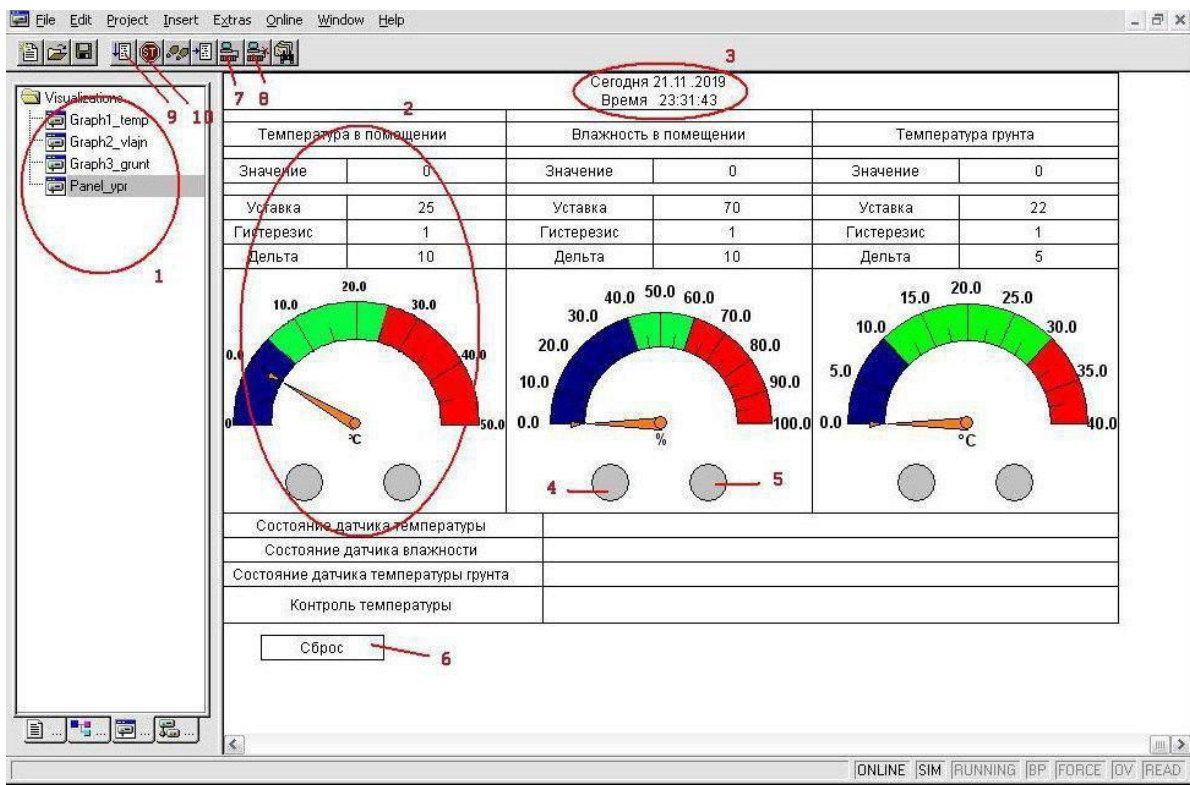 File Edit Project Insert Extras Online Window Help
3
Сегодня 21.11 .2019
Время 23:31:43
Visualizations
Graph1_temp
Graph2_vlajn
Graph3_grunt
Panel_ypr
1
9 10 7 8
2
Температура в помещении Влажность в помещении Температура грунта
Значение 0 Значение 0 Значение 0
Уставка 25 Уставка 70 Уставка 22
Гистерезис 1 Гистерезис 1 Гистерезис 1
Дельта 10 Дельта 10 Дельта 5
0.0 10.0 20.0 30.0 40.0 50.0
°C
0.0 10.0 20.0 30.0 40.0 50.0 60.0 70.0 80.0 90.0 100.0
%
0.0 5.0 10.0 15.0 20.0 25.0 30.0 35.0 40.0
°C
4 5
Состояние датчика температуры
Состояние датчика влажности
Состояние датчика температуры грунта
Контроль температуры
Сброс
6
ONLINE SIM RUNNING BP FORCE OV READ